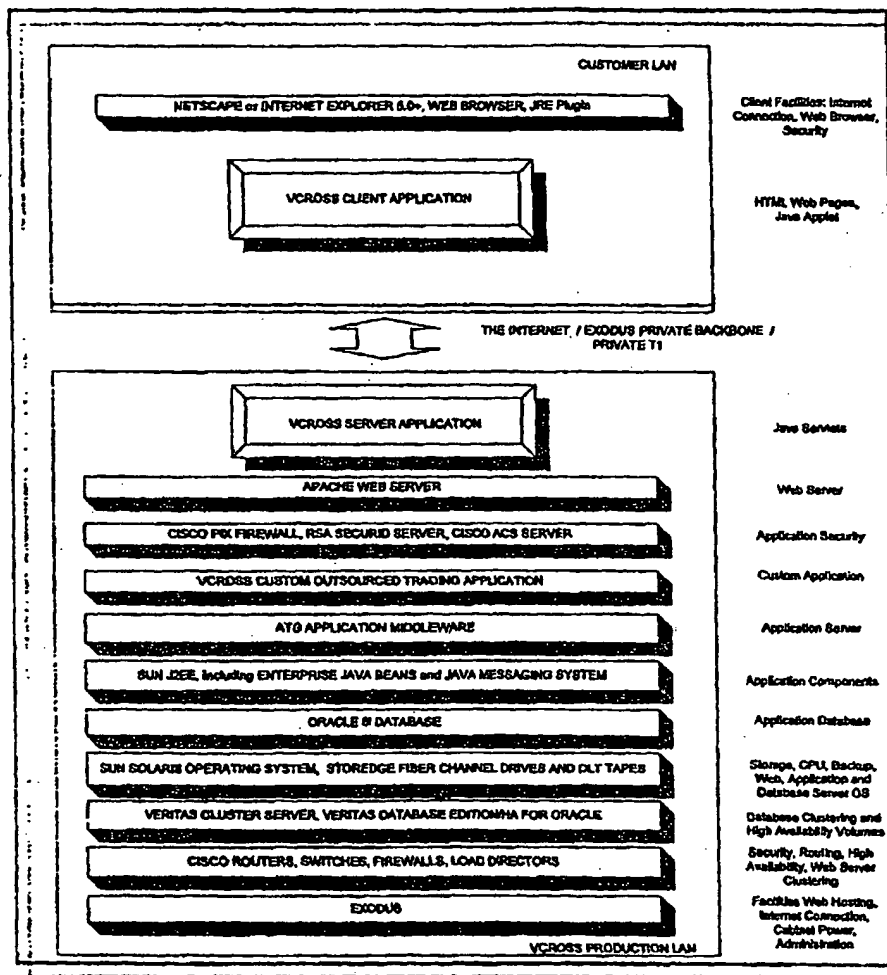 CUSTOMER LAN
NETSCAPE or INTERNET EXPLORER 5.0+, WEB BROWSER, JRE Plugin
Client Facilities: Internet
Connection, Web Browser,
Security
VCROSS CLIENT APPLICATION
HTML Web Pages,
Java Applet
THE INTERNET / EXODUS PRIVATE BACKBONE /
PRIVATE T1
VCROSS SERVER APPLICATION
Java Servlets
APACHE WEB SERVER
Web Server
CISCO PIX FIREWALL, RSA SECURID SERVER, CISCO ACS SERVER
Application Security
VCROSS CUSTOM OUTSOURCED TRADING APPLICATION
Custom Application
ATG APPLICATION MIDDLEWARE
Application Server
SUN J2EE, including ENTERPRISE JAVA BEANS and JAVA MESSAGING SYSTEM
Application Components
ORACLE 8i DATABASE
Application Database
SUN SOLARIS OPERATING SYSTEM, STOREDGE FIBER CHANNEL DRIVES AND DLT TAPES
Storage, CPU, Backup,
Web, Application and
Database Server OS
VERITAS CLUSTER SERVER, VERITAS DATABASE EDITION/HA FOR ORACLE
Database Clustering and
High Availability Volumes
CISCO ROUTERS, SWITCHES, FIREWALLS, LOAD DIRECTORS
Security, Routing, High
Availability, Web Server
Clustering
EXODUS
Facilities Web Hosting,
Internet Connection,
Cabinet Power,
Administration
VCROSS PRODUCTION LAN